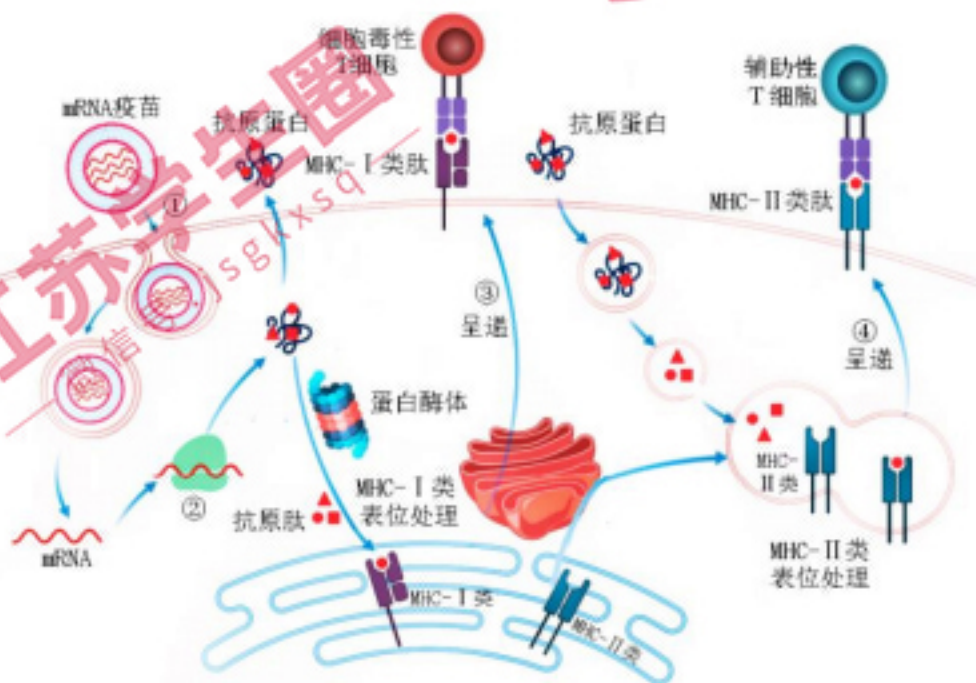 细胞毒性
T细胞
mRNA疫苗
抗原蛋白
MHC-Ⅰ类肽
抗原蛋白
辅助性
T细胞
MHC-Ⅱ类肽
①
③
呈递
④
呈递
蛋白酶体
②
mRNA
抗原肽
MHC-Ⅰ类
表位处理
MHC-
Ⅱ类
MHC-Ⅱ类
表位处理
MHC-Ⅰ类
MHC-Ⅱ类
江苏学生圈
微信号:jsgkxsq